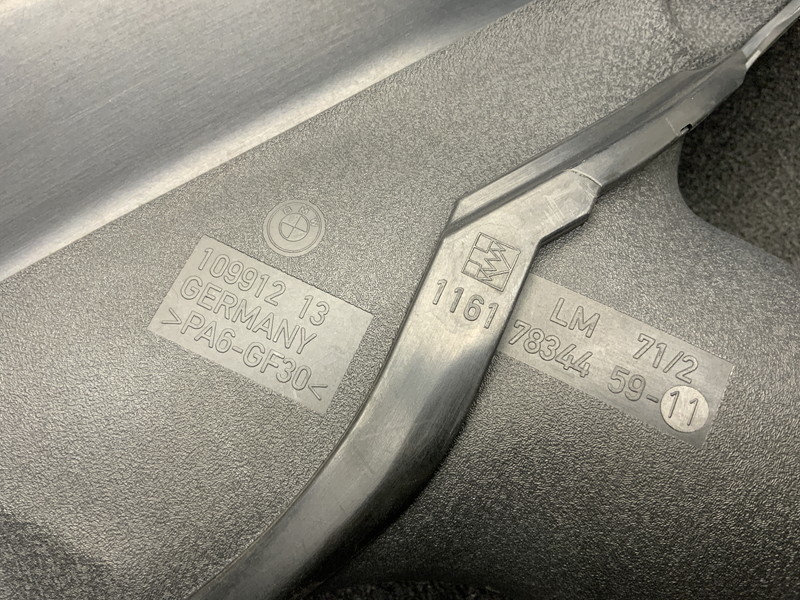 109912 13
GERMANY
>PA6-GF30<
1161
LM 71/2
78344 59-11